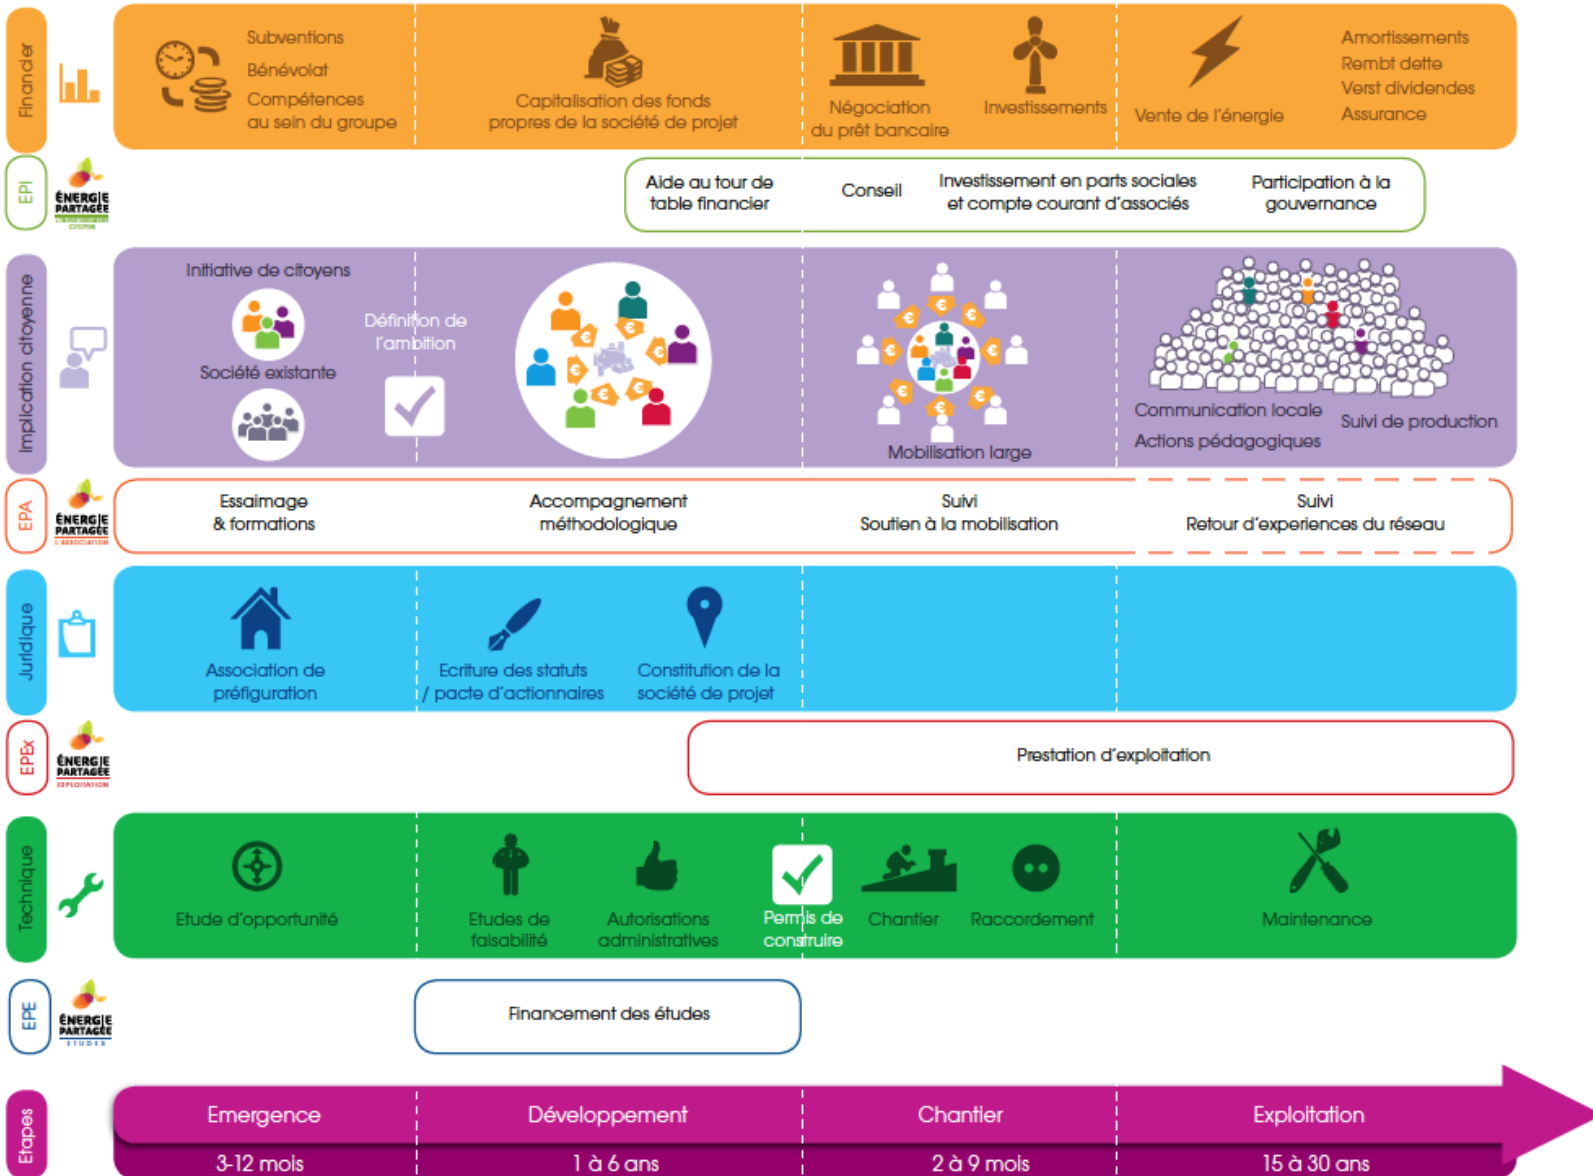 Financier
Subventions
Bénévolat
Compétences
au sein du groupe
Capitalisation des fonds
propres de la société de projet
Négociation
du prêt bancaire
Investissements
Vente de l'énergie
Amortissements
Rembt dette
Verst dividendes
Assurance
EPI
ÉNERGIE
PARTAGÉE
CITOYEN
Aide au tour de
table financier
Conseil
Investissement en parts sociales
et compte courant d'associés
Participation à la
gouvernance
Implication citoyenne
Initiative de citoyens
Société existante
Définition de
l'ambition
€ € € € € €
€ € € € € € € €
Mobilisation large
Communication locale
Actions pédagogiques
Suivi de production
EPA
ÉNERGIE
PARTAGÉE
L'ASSOCIATION
Essaimage
& formations
Accompagnement
méthodologique
Suivi
Soutien à la mobilisation
Suivi
Retour d'experiences du réseau
Juridique
Association de
préfiguration
Ecriture des statuts
/ pacte d'actionnaires
Constitution de la
société de projet
EPEx
ÉNERGIE
PARTAGÉE
EXPLOITATION
Prestation d'exploitation
Technique
Etude d'opportunité
Etudes de
faisabilité
Autorisations
administratives
Permis de
construire
Chantier
Raccordement
Maintenance
EPE
ÉNERGIE
PARTAGÉE
ETUDES
Financement des études
Etapes
Emergence
Développement
Chantier
Exploitation
3-12 mois
1 à 6 ans
2 à 9 mois
15 à 30 ans